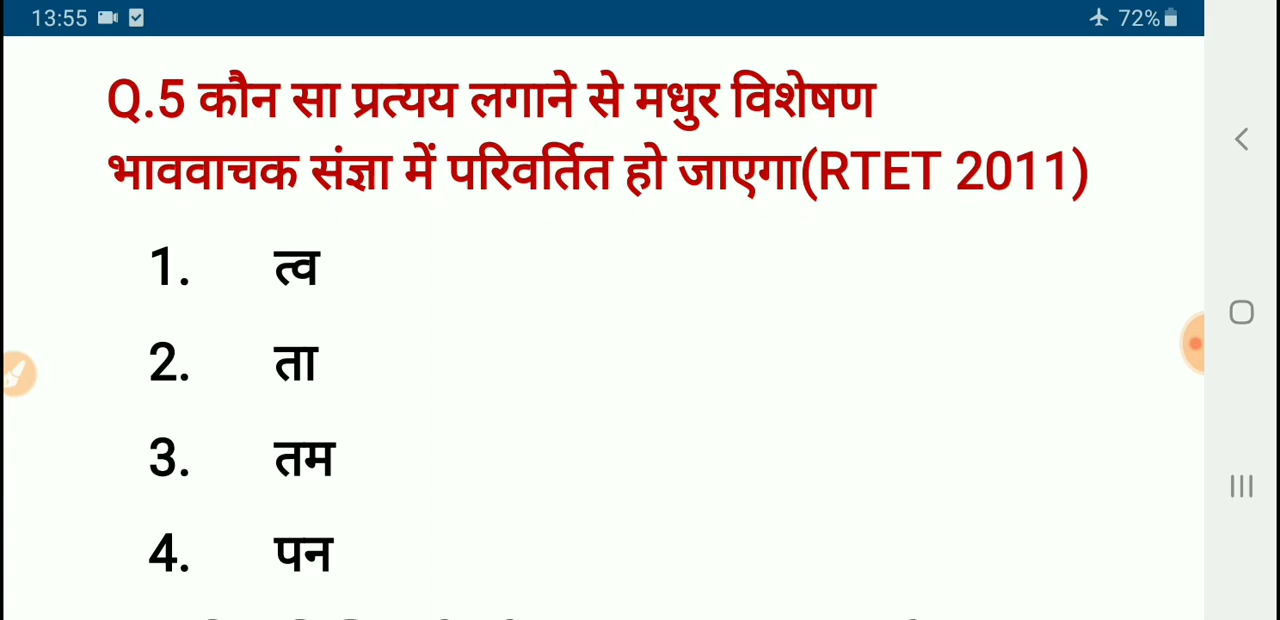 13:55 72%
Q.5 कौन सा प्रत्यय लगाने से मधुर विशेषण
भाववाचक संज्ञा में परिवर्तित हो जाएगा(RTET 2011)
1. त्व
2. ता
3. तम
4. पन